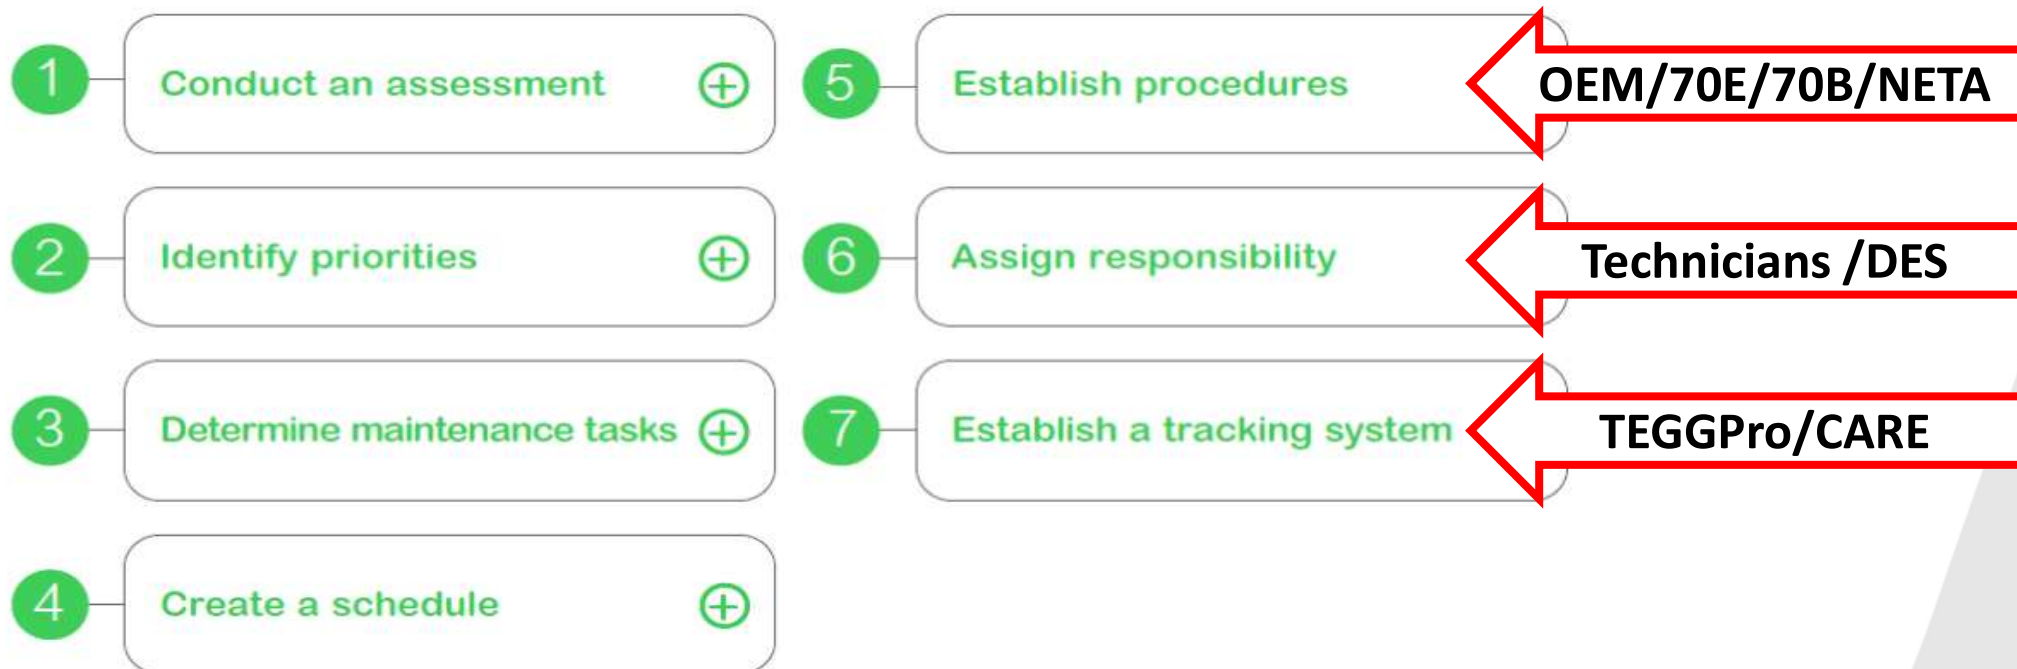 1
Conduct an assessment
2
Identify priorities
3
Determine maintenance tasks
4
Create a schedule
5
Establish procedures
OEM/70E/70B/NETA
6
Assign responsibility
Technicians /DES
7
Establish a tracking system
TEGGPro/CARE